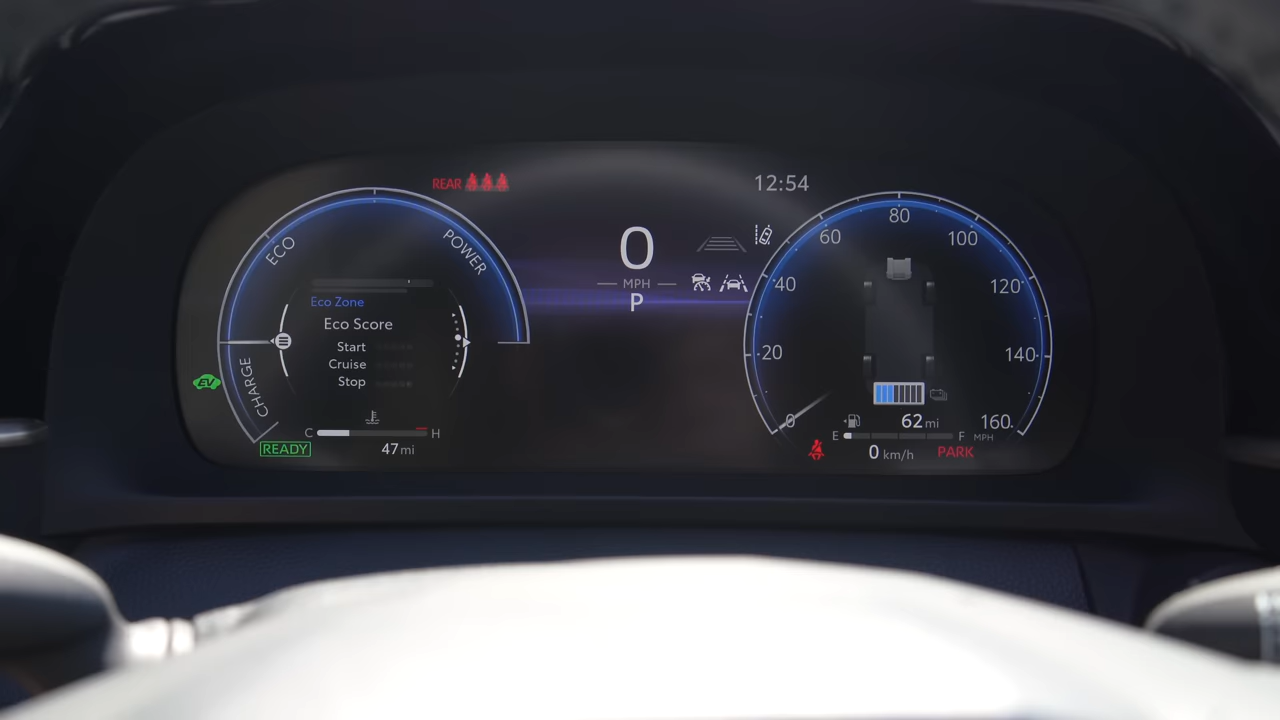 REAR
12:54
ECO
POWER
CHARGE
Eco Zone
Eco Score
Start
Cruise
Stop
EV
C
H
READY
47 mi
0
MPH
P
0
20
40
60
80
100
120
140
160
MPH
62 mi
E
F
0 km/h
PARK